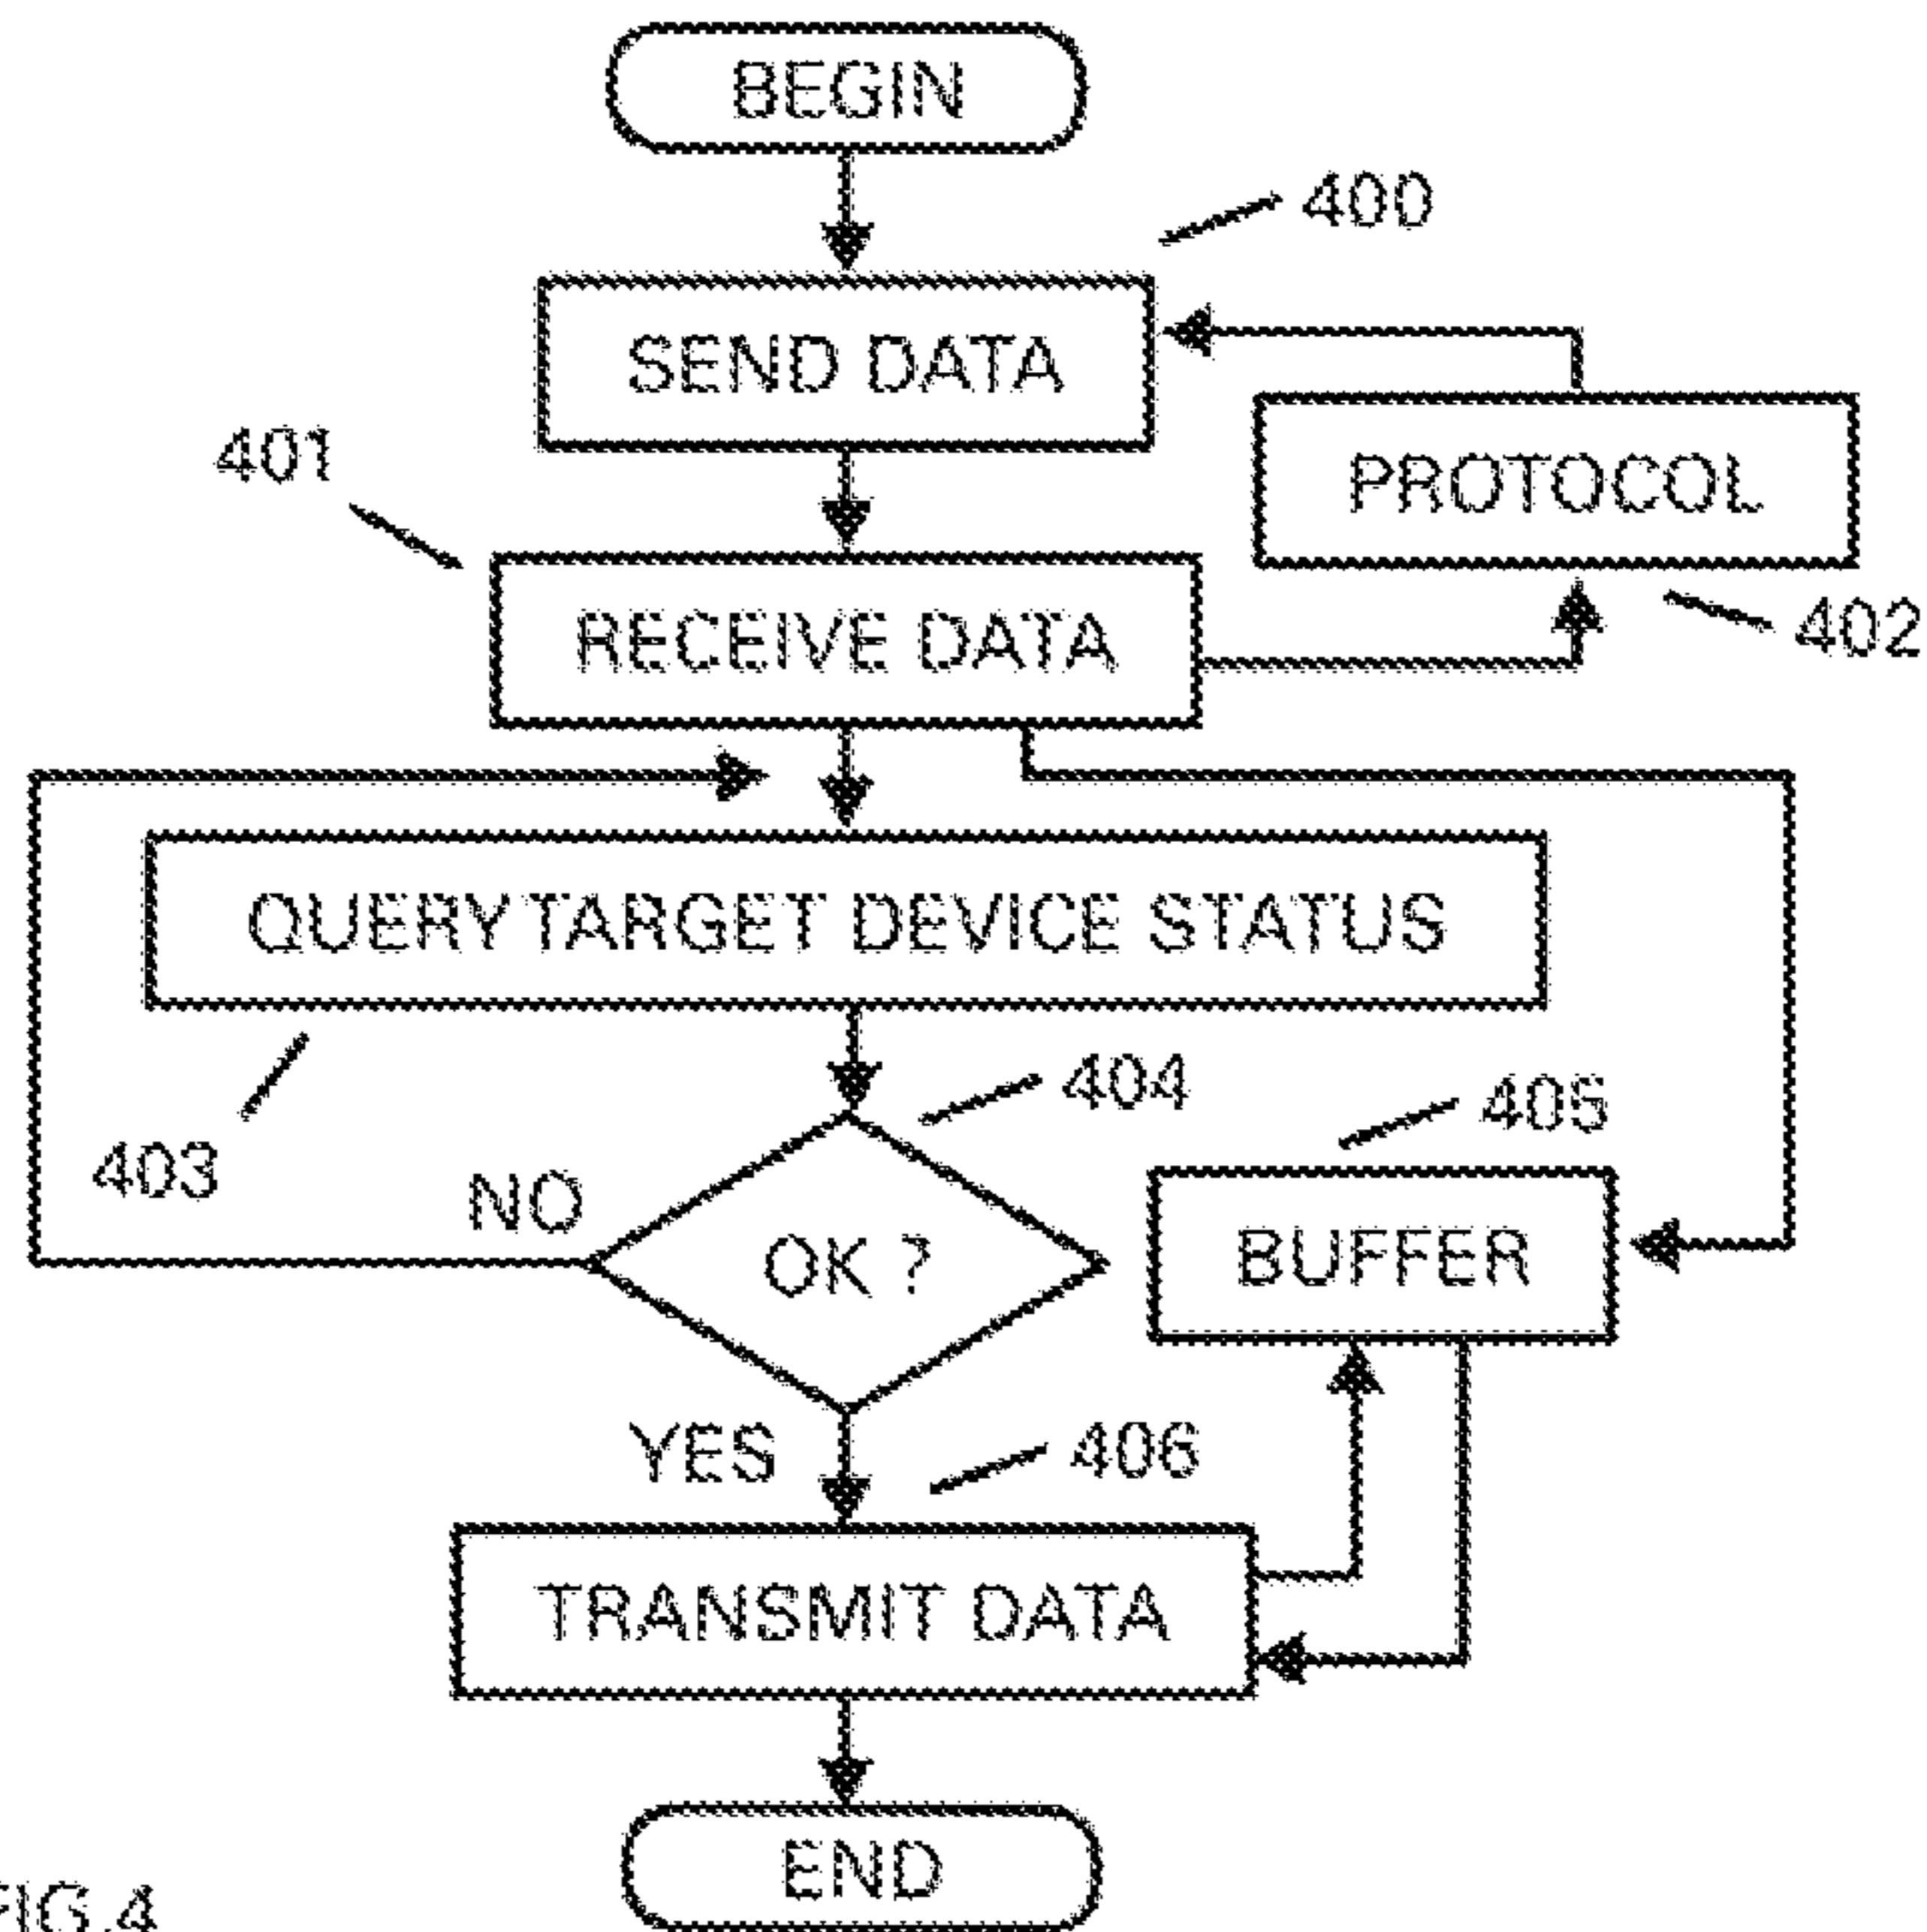 BEGIN
400
SEND DATA
401
PROTOCOL
RECEIVE DATA
402
QUERY TARGET DEVICE STATUS
404
405
403
NO
OK ?
BUFFER
YES
406
TRANSMIT DATA
END
FIG.4